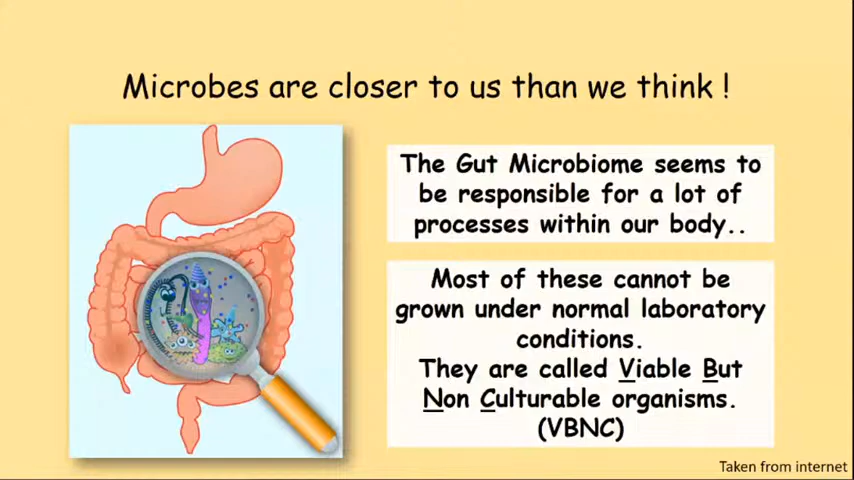 Microbes are closer to us than we think !
The Gut Microbiome seems to
be responsible for a lot of
processes within our body..
Most of these cannot be
grown under normal laboratory
conditions.
They are called Viable But
Non Culturable organisms.
(VBNC)
Taken from internet